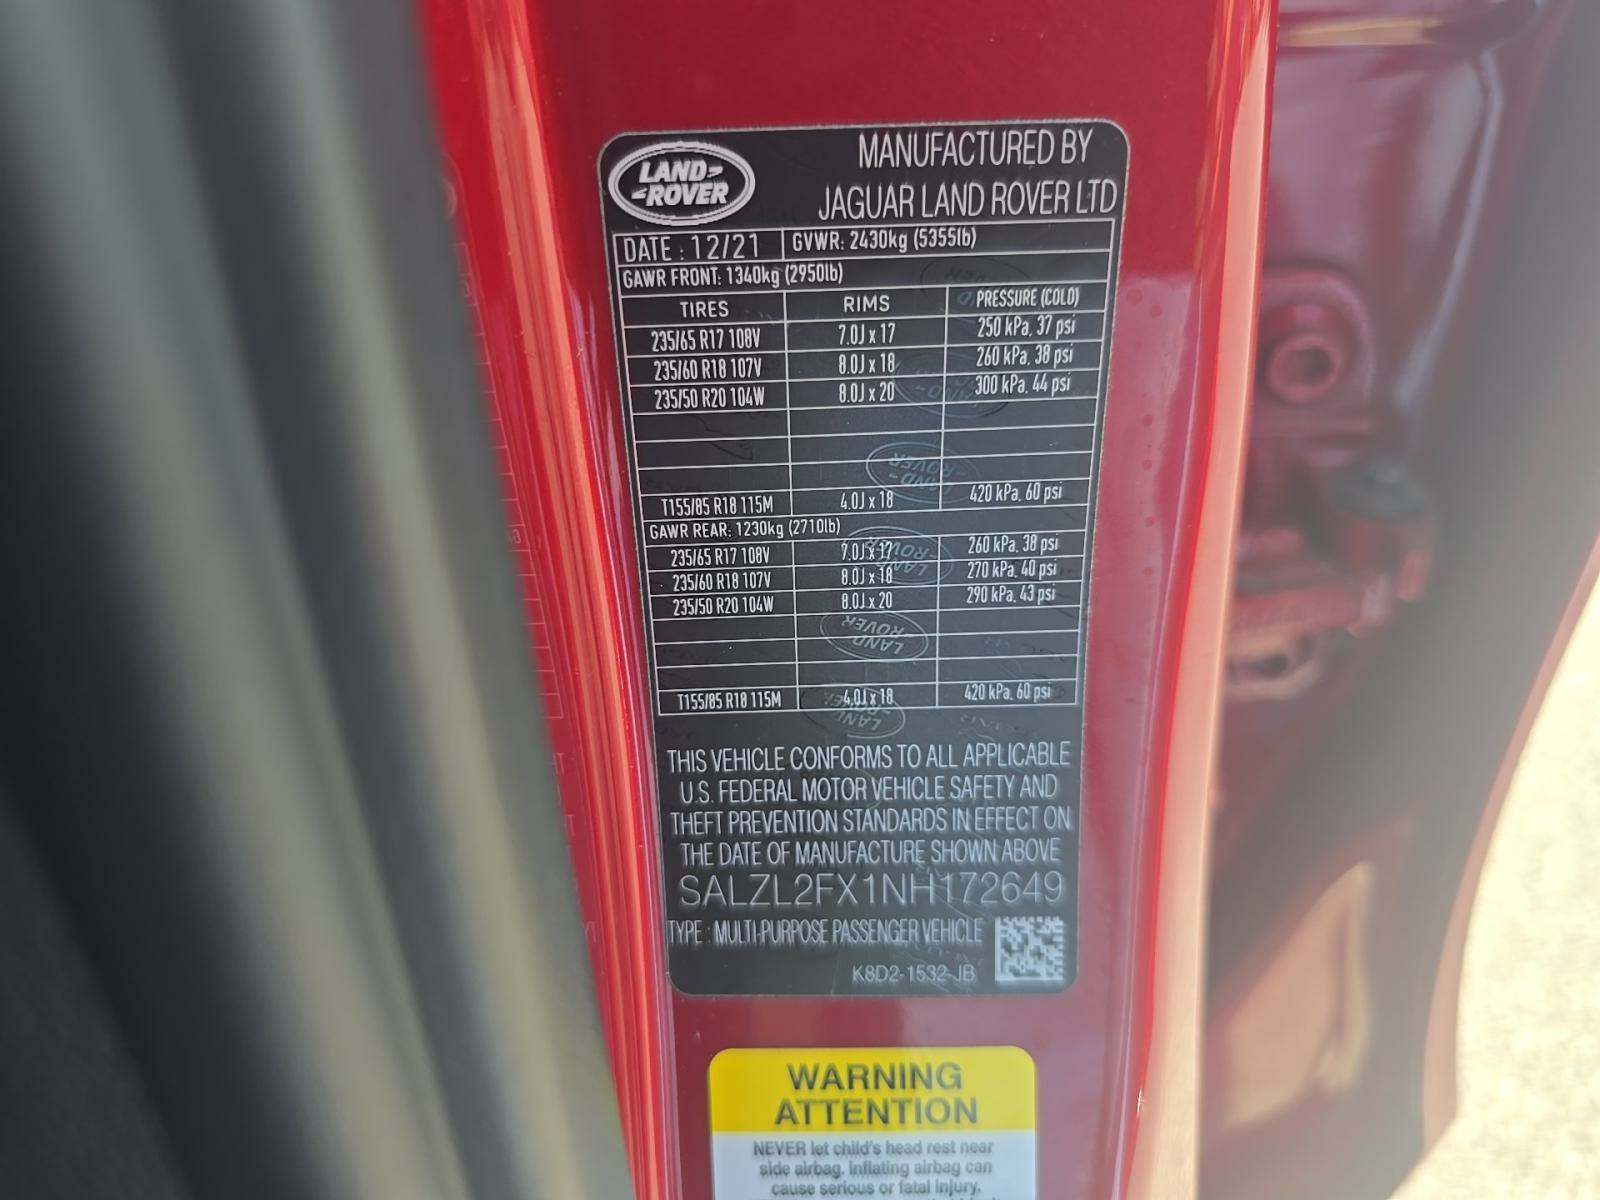 LAND-
-ROVER
MANUFACTURED BY
JAGUAR LAND ROVER LTD
DATE : 12/21 GVWR: 2430kg (5355lb)
GAWR FRONT: 1340kg (2950lb)
TIRES RIMS PRESSURE (COLD)
235/65 R17 108V 7.0J x 17 250 kPa, 37 psi
235/60 R18 107V 8.0J x 18 260 kPa, 38 psi
235/50 R20 104W 8.0J x 20 300 kPa, 44 psi
T155/85 R18 115M 4.0J x 18 420 kPa, 60 psi
GAWR REAR: 1230kg (2710lb)
235/65 R17 108V 7.0J x 17 260 kPa, 38 psi
235/60 R18 107V 8.0J x 18 270 kPa, 40 psi
235/50 R20 104W 8.0J x 20 290 kPa, 43 psi
T155/85 R18 115M 4.0J x 18 420 kPa, 60 psi
THIS VEHICLE CONFORMS TO ALL APPLICABLE
U.S. FEDERAL MOTOR VEHICLE SAFETY AND
THEFT PREVENTION STANDARDS IN EFFECT ON
THE DATE OF MANUFACTURE SHOWN ABOVE
SALZL2FX1NH172649
TYPE : MULTI-PURPOSE PASSENGER VEHICLE
K8D2-1532-JB
WARNING
ATTENTION
NEVER let child's head rest near
side airbag. Inflating airbag can
cause serious or fatal injury.